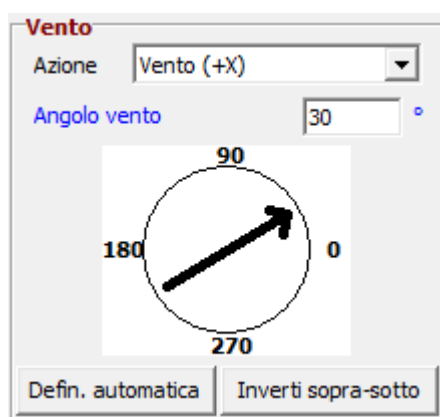 Vento
Azione Vento (+X)
Angolo vento 30 °
90
180 0
270
Defin. automatica Inverti sopra-sotto